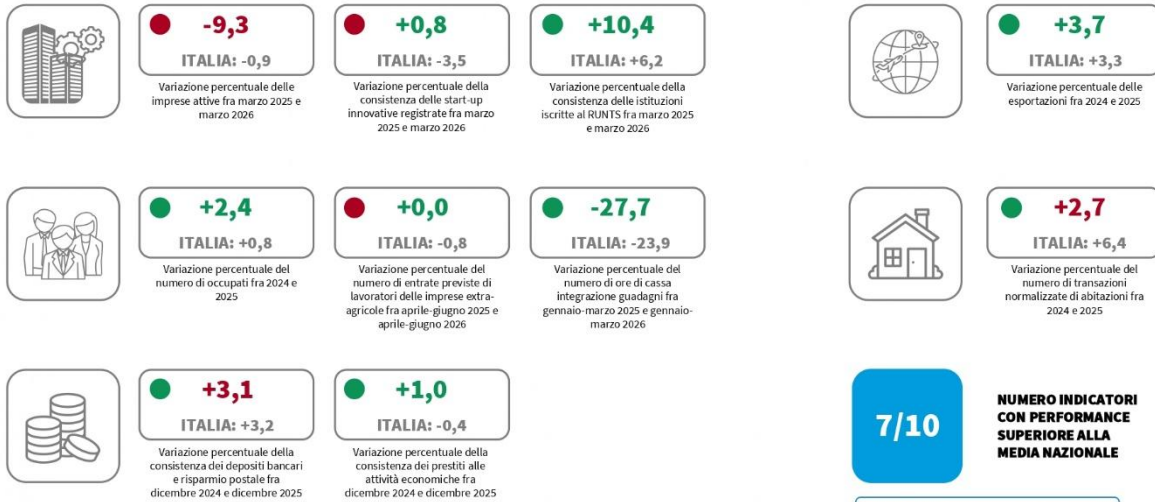 -9,3
ITALIA: -0,9
Variazione percentuale delle
imprese attive fra marzo 2025 e
marzo 2026
+0,8
ITALIA: -3,5
Variazione percentuale della
consistenza delle start-up
innovative registrate fra marzo
2025 e marzo 2026
+10,4
ITALIA: +6,2
Variazione percentuale della
consistenza delle istituzioni
iscritte al RUNTS fra marzo 2025
e marzo 2026
+3,7
ITALIA: +3,3
Variazione percentuale delle
esportazioni fra 2024 e 2025
+2,4
ITALIA: +0,8
Variazione percentuale del
numero di occupati fra 2024 e
2025
+0,0
ITALIA: -0,8
Variazione percentuale del
numero di entrate previste di
lavoratori delle imprese extra-
agricole fra aprile-giugno 2025 e
aprile-giugno 2026
-27,7
ITALIA: -23,9
Variazione percentuale del
numero di ore di cassa
integrazione guadagni fra
gennaio-marzo 2025 e gennaio-
marzo 2026
+2,7
ITALIA: +6,4
Variazione percentuale del
numero di transazioni
normalizzate di abitazioni fra
2024 e 2025
+3,1
ITALIA: +3,2
Variazione percentuale della
consistenza dei depositi bancari
e risparmio postale fra
dicembre 2024 e dicembre 2025
+1,0
ITALIA: -0,4
Variazione percentuale della
consistenza dei prestiti alle
attività economiche fra
dicembre 2024 e dicembre 2025
7/10
NUMERO INDICATORI
CON PERFORMANCE
SUPERIORE ALLA
MEDIA NAZIONALE